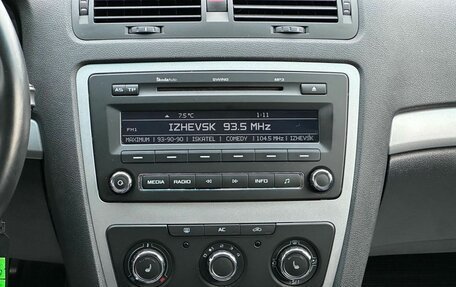 ŠkodaAuto SWING MP3
AS TP
7.5°C 1:11
FM1 IZHEVSK 93.5 MHz
MAXIMUM | 93-90-90 | ISKATEL | COMEDY | 104.5 MHz | IZHEVSK
MEDIA RADIO INFO
AC